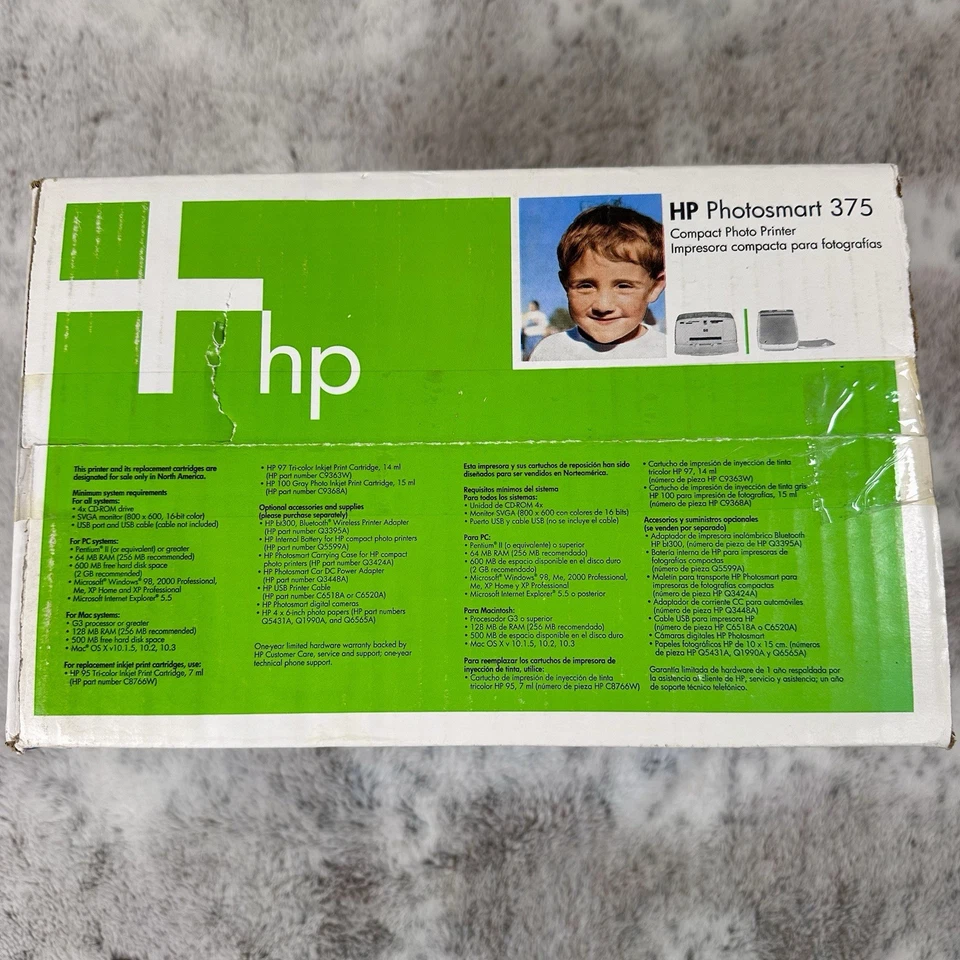 hp
HP Photosmart 375
Compact Photo Printer
Impresora compacta para fotografías
This printer and its replacement cartridges are
designed for sale only in North America.
Minimum system requirements
For all systems:
• 4x CD-ROM drive
• SVGA monitor (800 x 600, 16-bit color)
• USB port and USB cable (cable not included)
For PC systems:
• Pentium® II (or equivalent) or greater
• 64 MB RAM (256 MB recommended)
• 600 MB free hard disk space
(2 GB recommended)
• Microsoft® Windows® 98, 2000 Professional,
Me, XP Home and XP Professional
• Microsoft Internet Explorer® 5.5
For Mac systems:
• G3 processor or greater
• 128 MB RAM (256 MB recommended)
• 500 MB free hard disk space
• Mac® OS X v10.1.5, 10.2, 10.3
For replacement inkjet print cartridges, use:
• HP 95 Tri-color Inkjet Print Cartridge, 7 ml
(HP part number C8766W)
• HP 97 Tri-color Inkjet Print Cartridge, 14 ml
(HP part number C9363W)
• HP 100 Gray Photo Inkjet Print Cartridge, 15 ml
(HP part number C9368A)
Optional accessories and supplies
(please purchase separately)
• HP bt300, Bluetooth® Wireless Printer Adapter
(HP part number Q3395A)
• HP Internal Battery for HP compact photo printers
(HP part number Q5599A)
• HP Photosmart Carrying Case for HP compact
photo printers (HP part number Q3424A)
• HP Photosmart Car DC Power Adapter
(HP part number Q3448A)
• HP USB Printer Cable
(HP part number C6518A or C6520A)
• HP Photosmart digital cameras
• HP 4 x 6-inch photo papers (HP part numbers
Q5431A, Q1990A, and Q6565A)
One-year limited hardware warranty backed by
HP Customer Care, service and support; one-year
technical phone support.
Esta impresora y sus cartuchos de reposición han sido
diseñados para ser vendidos en Norteamérica.
Requisitos mínimos del sistema
Para todos los sistemas:
• Unidad de CD-ROM 4x
• Monitor SVGA (800 x 600 con colores de 16 bits)
• Puerto USB y cable USB (no se incluye el cable)
Para PC:
• Pentium® II (o equivalente) o superior
• 64 MB RAM (256 MB recomendado)
• 600 MB de espacio disponible en el disco duro
(2 GB recomendado)
• Microsoft® Windows® 98, Me, 2000 Professional,
Me, XP Home y XP Professional
• Microsoft Internet Explorer® 5.5 o posterior
Para Macintosh:
• Procesador G3 o superior
• 128 MB de RAM (256 MB recomendado)
• 500 MB de espacio disponible en el disco duro
• Mac OS X v 10.1.5, 10.2, 10.3
Para reemplazar los cartuchos de impresora de
inyección de tinta, utilice:
• Cartucho de impresión de inyección de tinta
tricolor HP 95, 7 ml (número de pieza HP C8766W)
• Cartucho de impresión de inyección de tinta
tricolor HP 97, 14 ml
(número de pieza HP C9363W)
• Cartucho de impresión de inyección de tinta gris
HP 100 para impresión de fotografías, 15 ml
(número de pieza HP C9368A)
Accesorios y suministros opcionales
(se venden por separado)
• Adaptador de impresora inalámbrico Bluetooth
HP bt300, (número de pieza HP Q3395A)
• Batería interna de HP para impresoras de
fotografías compactas
(número de pieza Q5599A)
• Maletín para transporte HP Photosmart para
impresoras de fotografías compactas
(número de pieza HP Q3424A)
• Adaptador de corriente CC para automóviles
(número de pieza HP Q3448A)
• Cable USB para impresora HP
(número de pieza HP C6518A o C6520A)
• Cámaras digitales HP Photosmart
• Papeles fotográficos HP de 10 x 15 cm. (números
de pieza HP Q5431A, Q1990A y Q6565A)
Garantía limitada de hardware de 1 año respaldada por
la asistencia al cliente de HP, servicio y asistencia; un año
de soporte técnico telefónico.